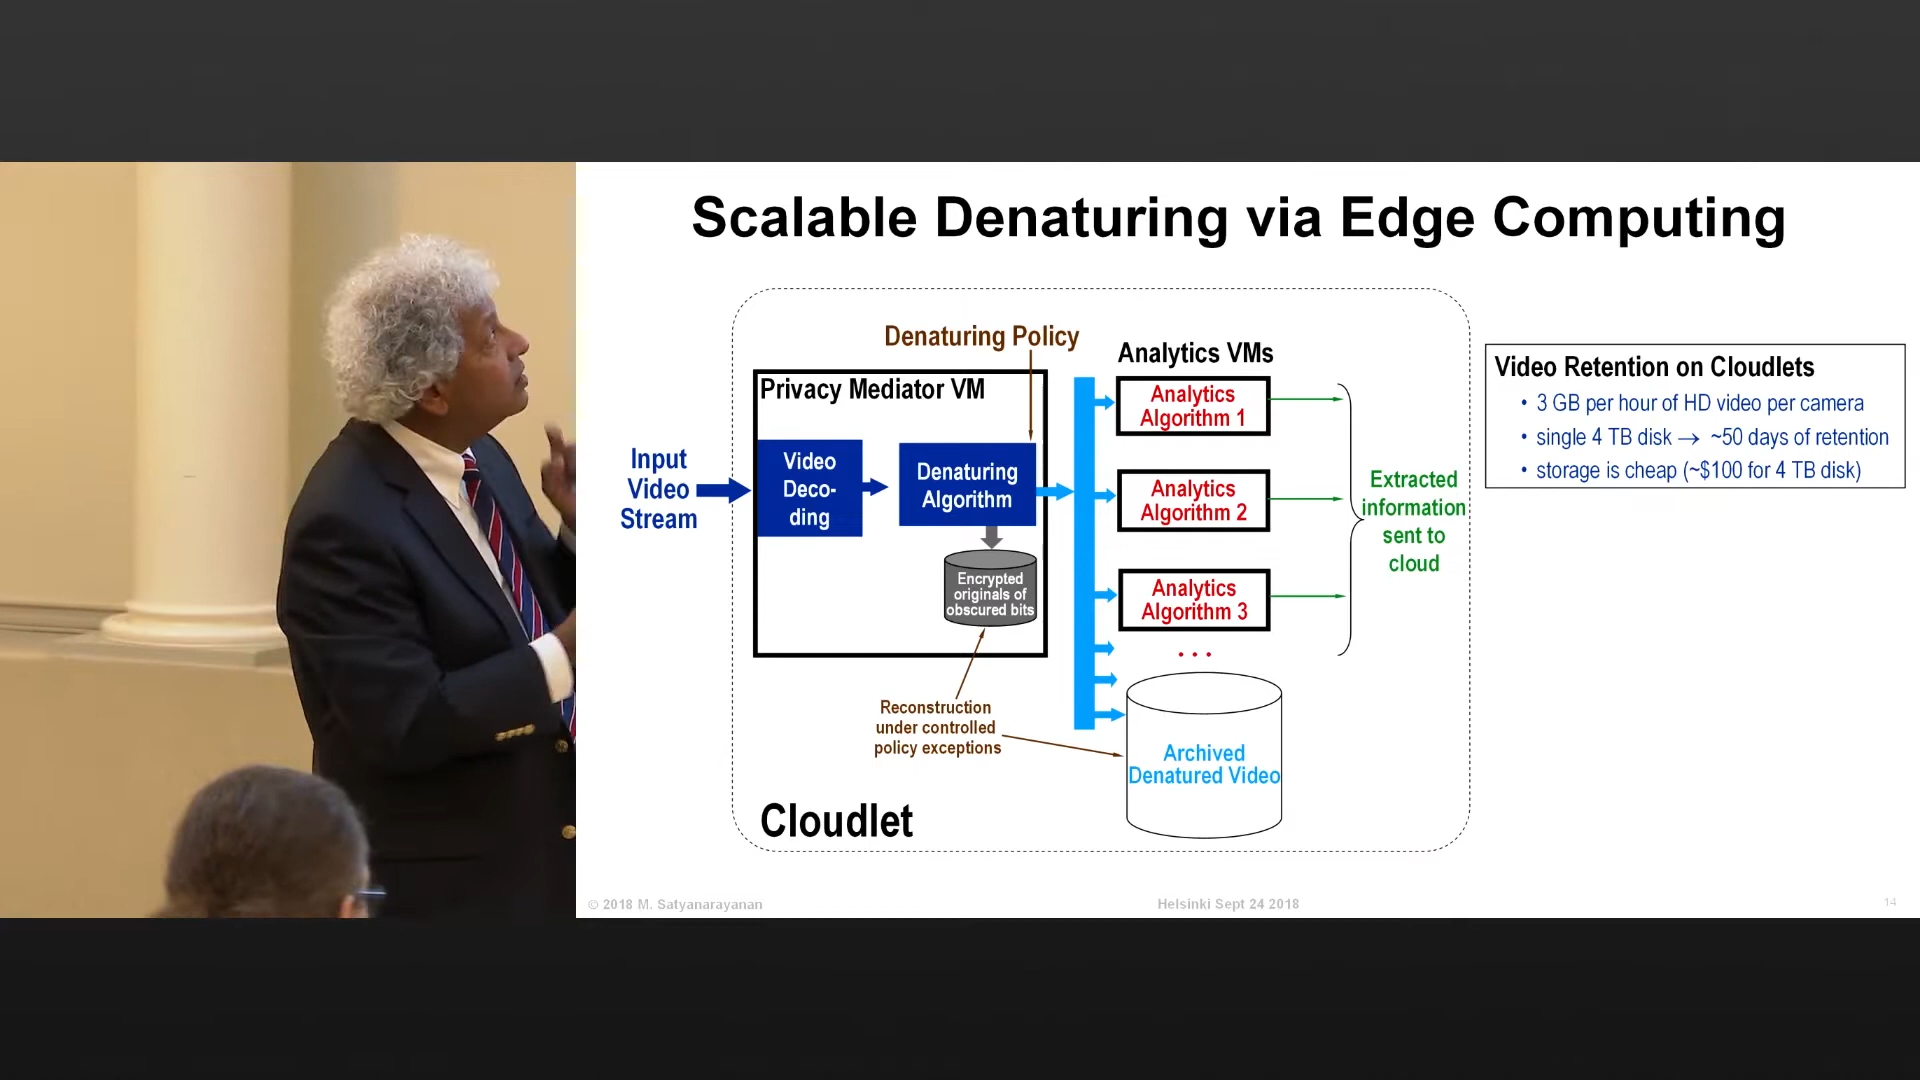 Scalable Denaturing via Edge Computing
Denaturing Policy
Privacy Mediator VM
Input
Video
Stream
Video
Deco-
ding
Denaturing
Algorithm
Encrypted
originals of
obscured bits
Reconstruction
under controlled
policy exceptions
Cloudlet
Analytics VMs
Analytics
Algorithm 1
Analytics
Algorithm 2
Analytics
Algorithm 3
...
Archived
Denatured Video
Extracted
information
sent to
cloud
Video Retention on Cloudlets
• 3 GB per hour of HD video per camera
• single 4 TB disk → ~50 days of retention
• storage is cheap (~$100 for 4 TB disk)
© 2018 M. Satyanarayanan
Helsinki Sept 24 2018
14